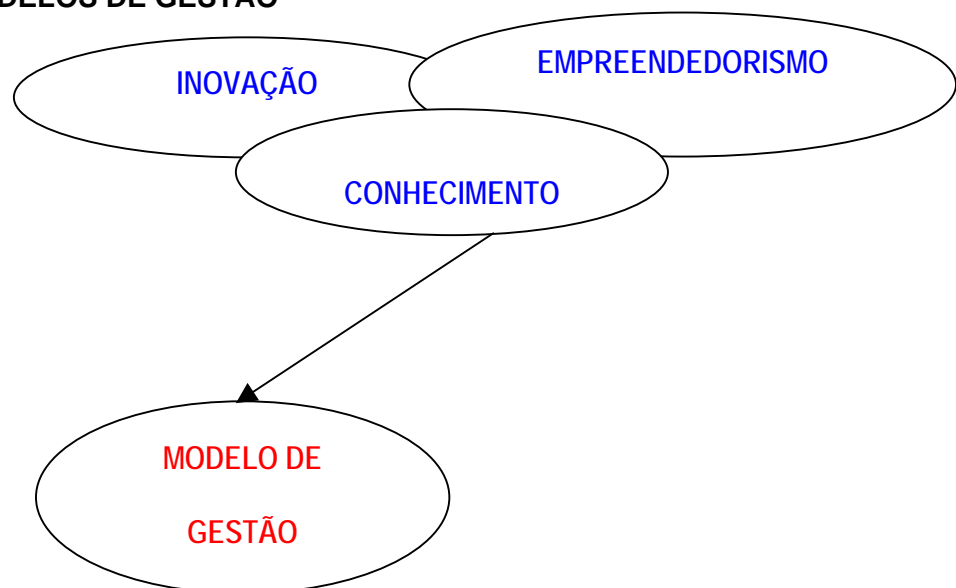 DELOS DE GESTÃO
INOVAÇÃO
EMPREENDEDORISMO
CONHECIMENTO
MODELO DE
GESTÃO